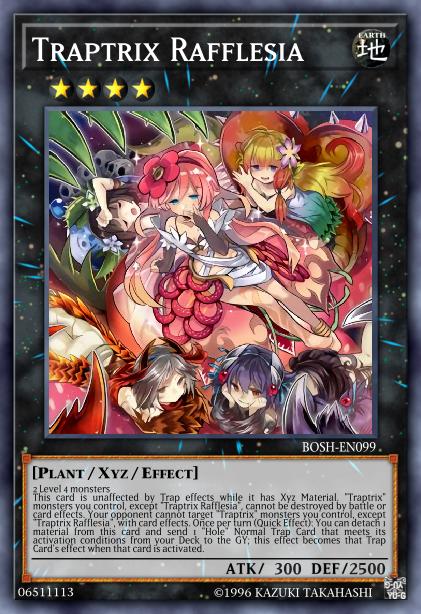 Traptrix Rafflesia
EARTH
地
BOSH-EN099
[Plant / Xyz / Effect]
2 Level 4 monsters
This card is unaffected by Trap effects while it has Xyz Material. "Traptrix"
monsters you control, except "Traptrix Rafflesia", cannot be destroyed by battle or
card effects. Your opponent cannot target "Traptrix" monsters you control, except
"Traptrix Rafflesia", with card effects. Once per turn (Quick Effect): You can detach 1
material from this card and send 1 "Hole" Normal Trap Card that meets its
activation conditions from your Deck to the GY; this effect becomes that Trap
Card's effect when that card is activated.
ATK/ 300 DEF/2500
06511113
©1996 KAZUKI TAKAHASHI